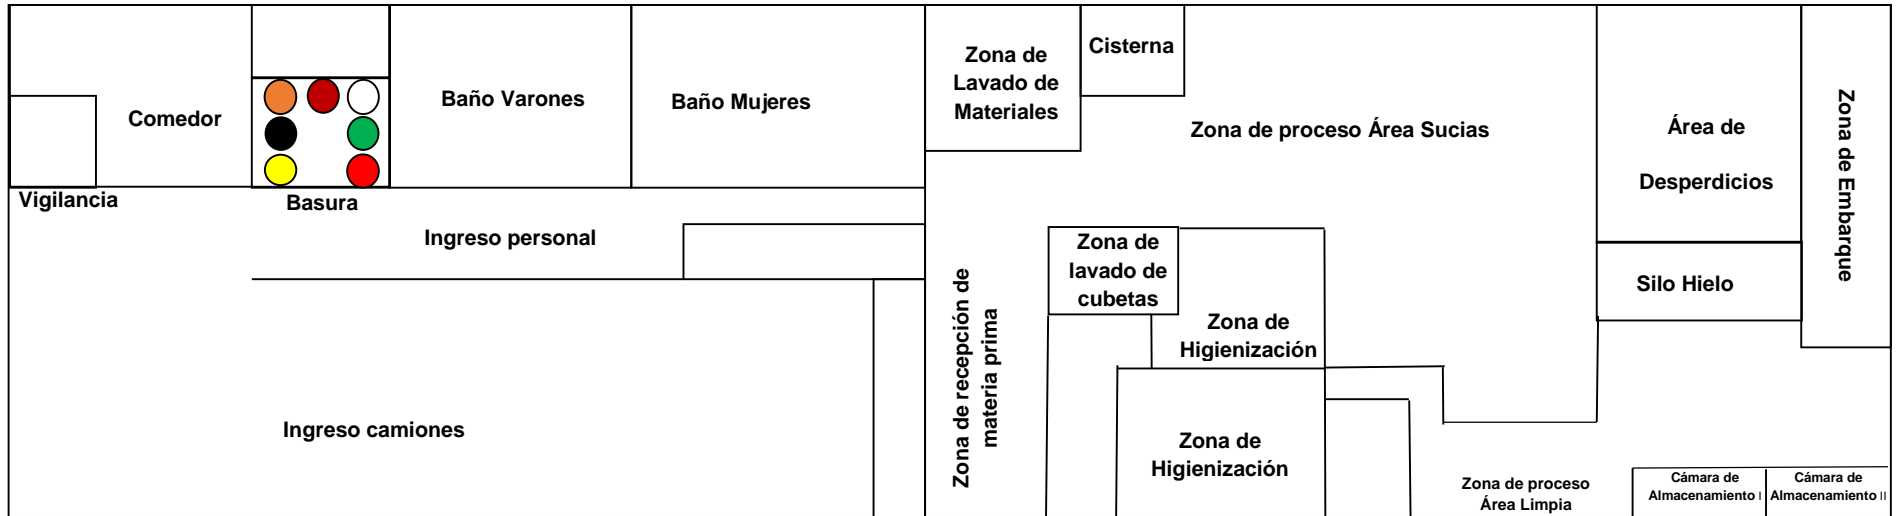 Comedor
Vigilancia
Basura
Baño Varones
Baño Mujeres
Ingreso personal
Ingreso camiones
Zona de
Lavado de
Materiales
Cisterna
Zona de proceso Área Sucias
Área de
Desperdicios
Zona de Embarque
Silo Hielo
Zona de
lavado de
cubetas
Zona de recepción de
materia prima
Zona de
Higienización
Zona de
Higienización
Zona de proceso
Área Limpia
Cámara de
Almacenamiento I
Cámara de
Almacenamiento II